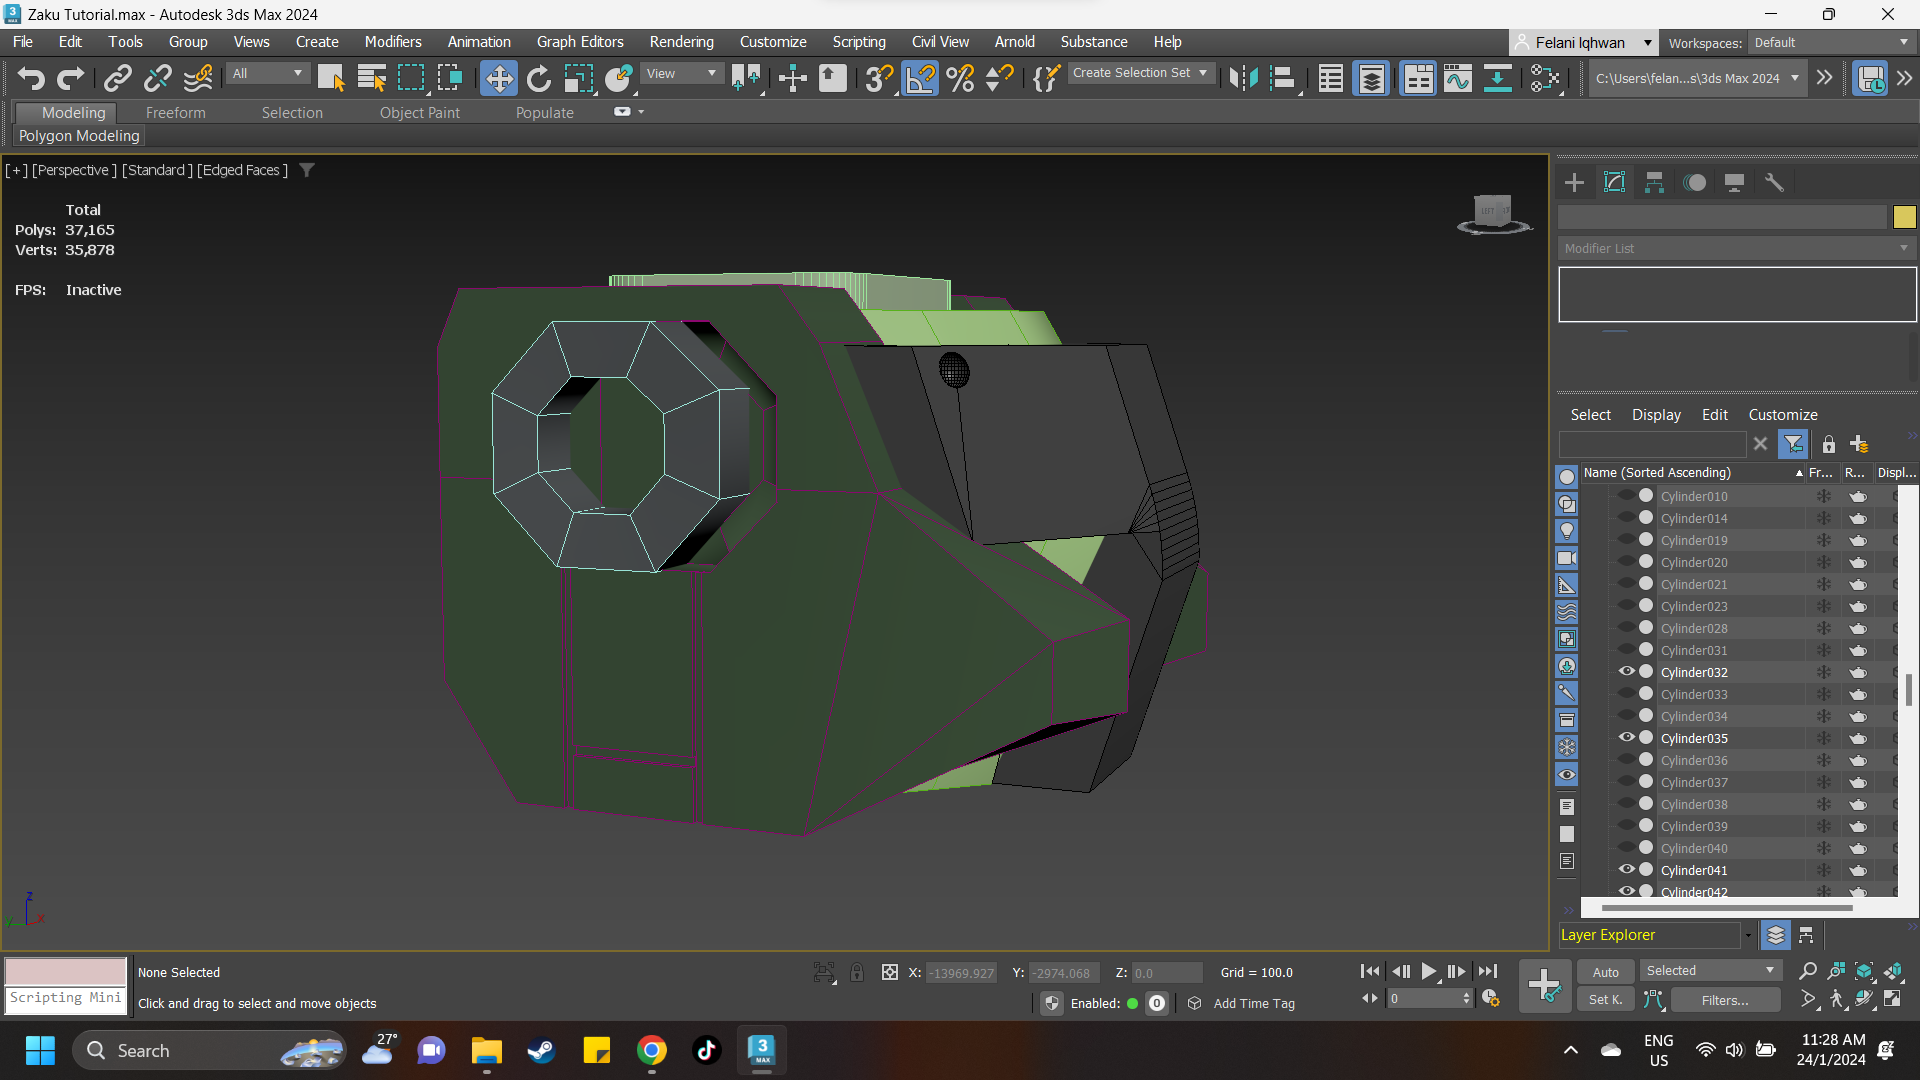 Zaku Tutorial.max - Autodesk 3ds Max 2024
File Edit Tools Group Views Create Modifiers Animation Graph Editors Rendering Customize Scripting Civil View Arnold Substance Help
Felani Iqhwan
Workspaces: Default
All
View
Create Selection Set
C:\Users\felan...s\3ds Max 2024
Modeling Freeform Selection Object Paint Populate
Polygon Modeling
[+] [Perspective ] [Standard ] [Edged Faces ]
Total
Polys: 37,165
Verts: 35,878
FPS: Inactive
LEFT
Modifier List
Select Display Edit Customize
Name (Sorted Ascending) Fr... R... Displ...
Cylinder010
Cylinder014
Cylinder019
Cylinder020
Cylinder021
Cylinder023
Cylinder028
Cylinder031
Cylinder032
Cylinder033
Cylinder034
Cylinder035
Cylinder036
Cylinder037
Cylinder038
Cylinder039
Cylinder040
Cylinder041
Cylinder042
Layer Explorer
z
x
y
None Selected
Scripting Mini
Click and drag to select and move objects
X: -13969.927 Y: -2974.068 Z: 0.0 Grid = 100.0
Enabled: 0 Add Time Tag
0
Auto
Selected
Set K.
Filters...
Search
27°
3
MAX
ENG
US
11:28 AM
24/1/2024